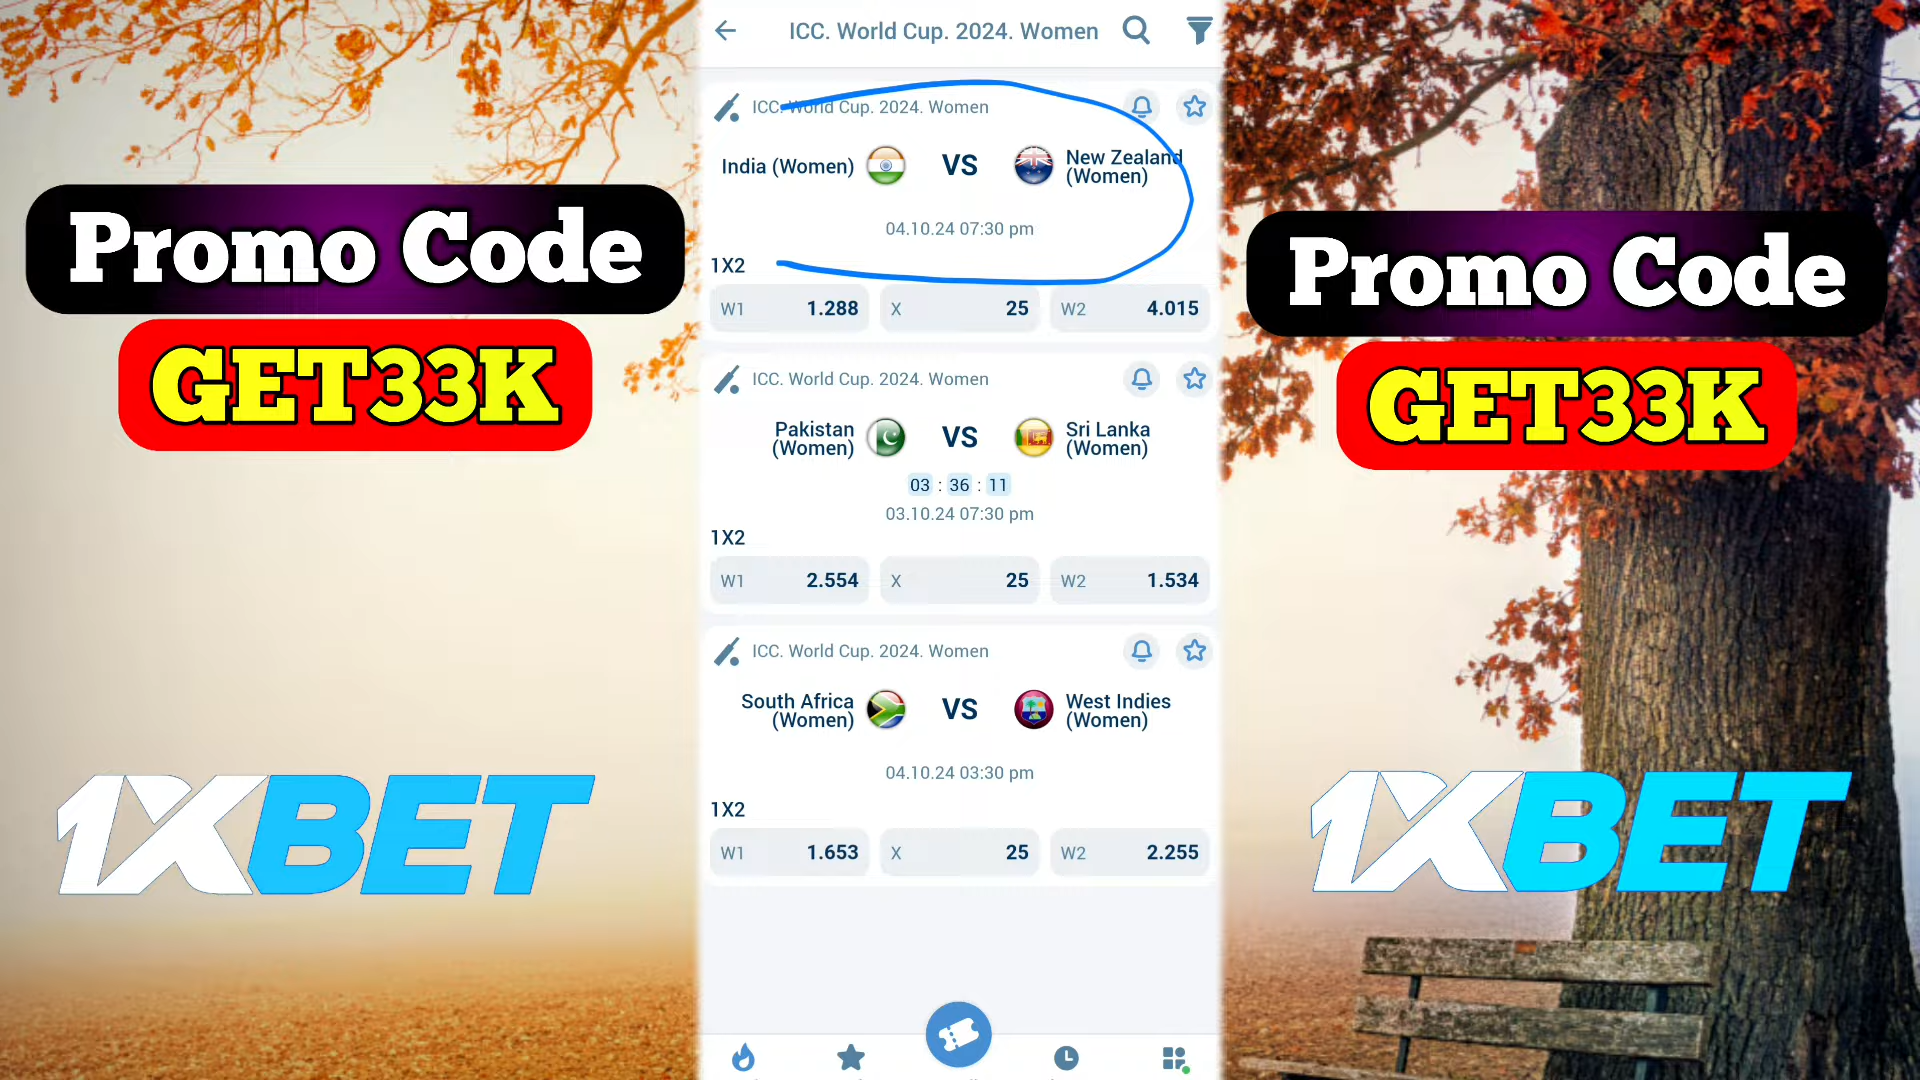 Promo Code
GET33K
1XBET
ICC. World Cup. 2024. Women
ICC. World Cup. 2024. Women
India (Women)
VS
New Zealand
(Women)
04.10.24 07:30 pm
1X2
W1 1.288
X 25
W2 4.015
ICC. World Cup. 2024. Women
Pakistan
(Women)
VS
Sri Lanka
(Women)
03 : 36 : 11
03.10.24 07:30 pm
1X2
W1 2.554
X 25
W2 1.534
ICC. World Cup. 2024. Women
South Africa
(Women)
VS
West Indies
(Women)
04.10.24 03:30 pm
1X2
W1 1.653
X 25
W2 2.255
Promo Code
GET33K
1XBET